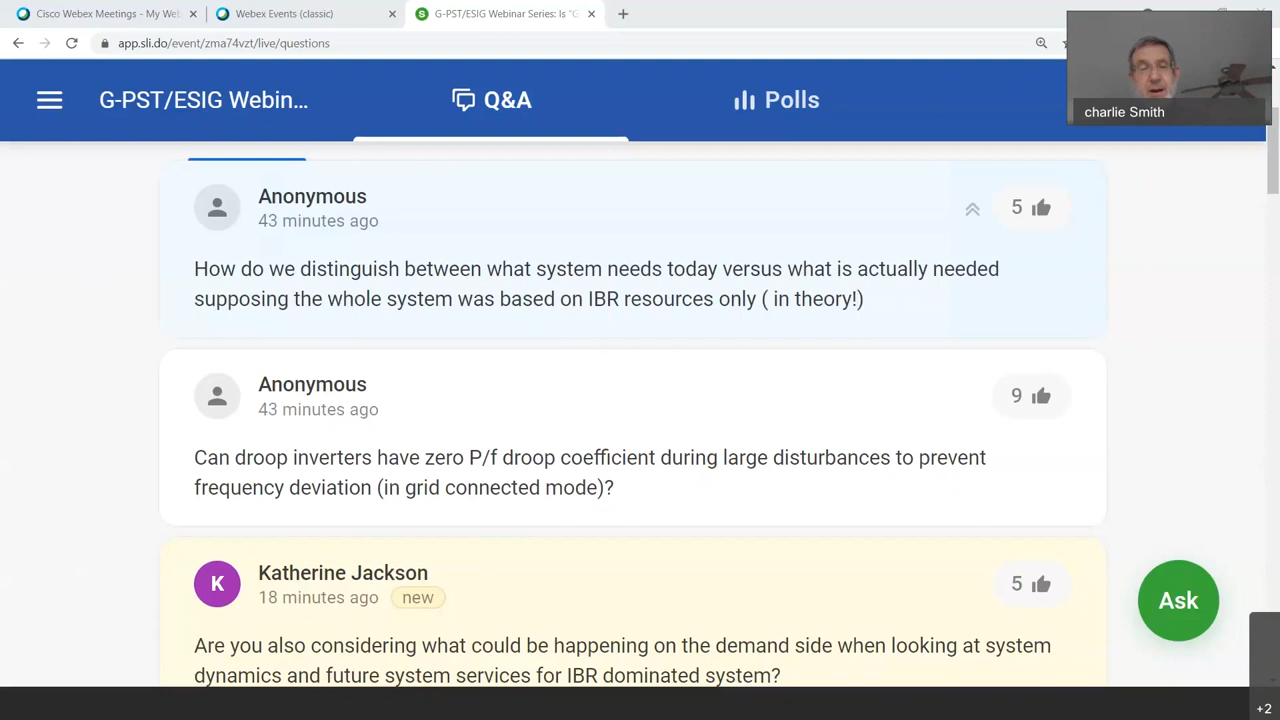 Cisco Webex Meetings - My Web
Webex Events (classic)
G-PST/ESIG Webinar Series: Is "G
app.sli.do/event/zma74vzt/live/questions
G-PST/ESIG Webin...
Q&A
Polls
charlie Smith
Anonymous
43 minutes ago
5
How do we distinguish between what system needs today versus what is actually needed
supposing the whole system was based on IBR resources only ( in theory!)
Anonymous
43 minutes ago
9
Can droop inverters have zero P/f droop coefficient during large disturbances to prevent
frequency deviation (in grid connected mode)?
K
Katherine Jackson
18 minutes ago
new
5
Are you also considering what could be happening on the demand side when looking at system
dynamics and future system services for IBR dominated system?
Ask
+2